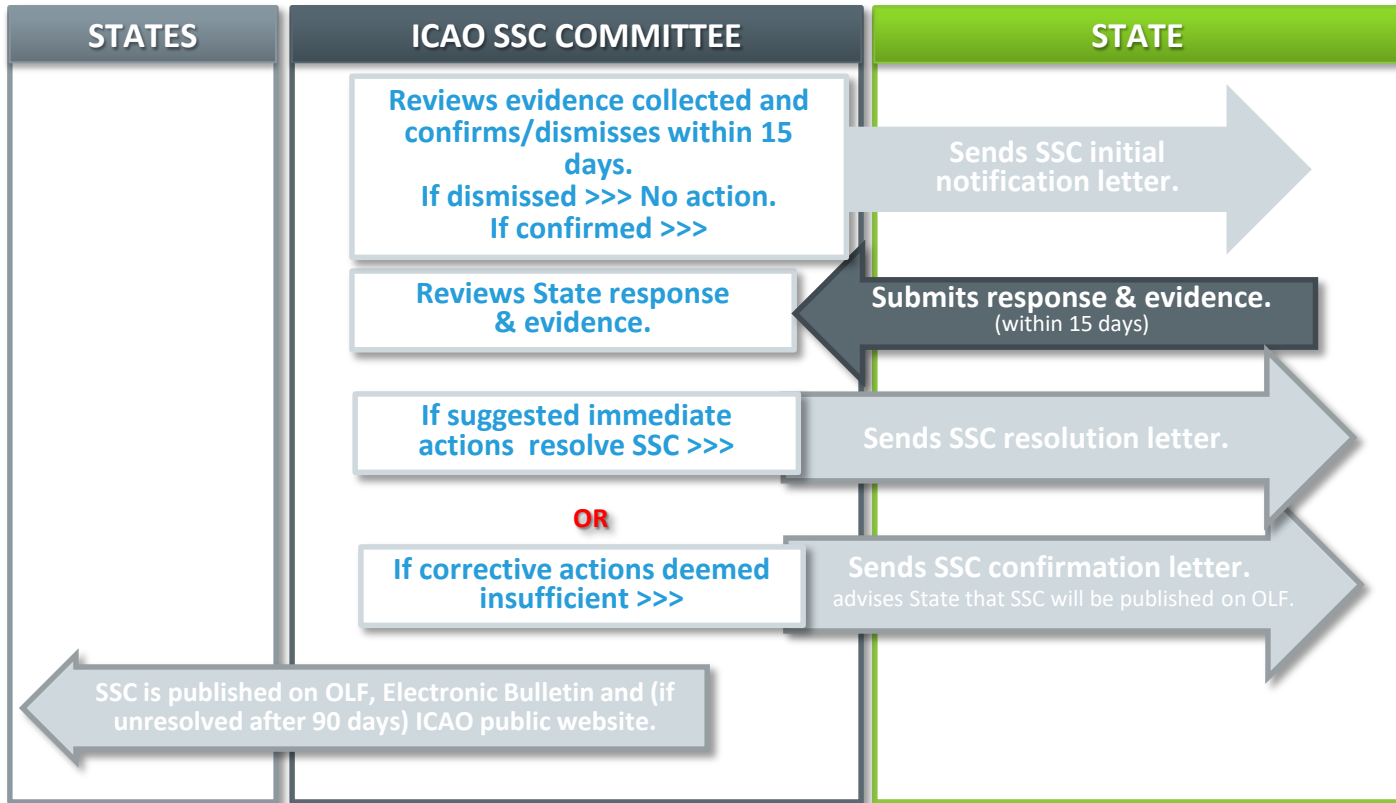 STATES
ICAO SSC COMMITTEE
STATE
Reviews evidence collected and
confirms/dismisses within 15
days.
If dismissed >>> No action.
If confirmed >>>
Sends SSC initial
notification letter.
Reviews State response
& evidence.
Submits response & evidence.
(within 15 days)
If suggested immediate
actions resolve SSC >>>
Sends SSC resolution letter.
OR
If corrective actions deemed
insufficient >>>
Sends SSC confirmation letter.
advises State that SSC will be published on OLF.
SSC is published on OLF, Electronic Bulletin and (if
unresolved after 90 days) ICAO public website.